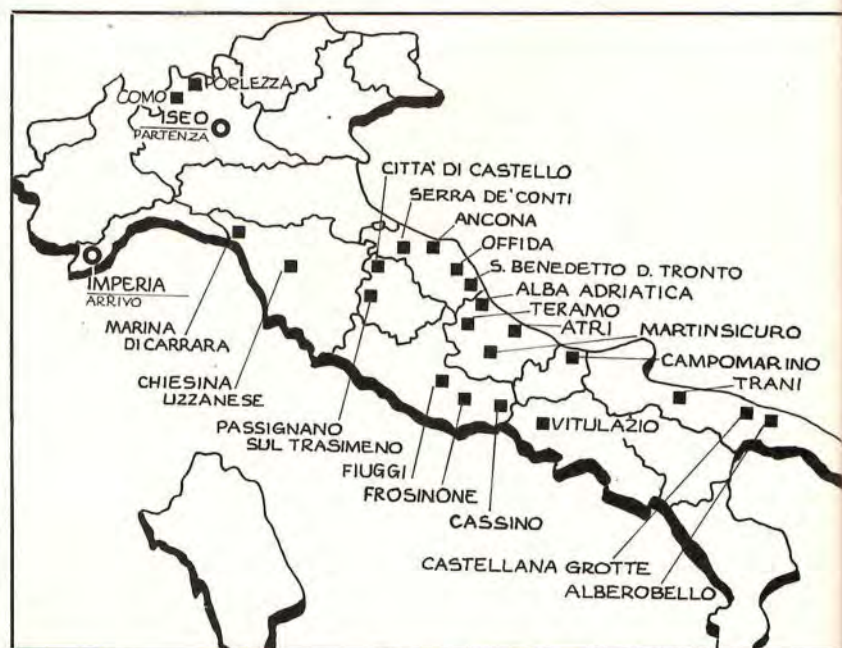 PORLEZZA
COMO
ISEO
PARTENZA
CITTA' DI CASTELLO
SERRA DE' CONTI
ANCONA
OFFIDA
S. BENEDETTO D. TRONTO
ALBA ADRIATICA
TERAMO
ATRI
MARTINSICURO
CAMPOMARINO
TRANI
IMPERIA
ARRIVO
MARINA
DI CARRARA
CHIESINA
UZZANESE
PASSIGNANO
SUL TRASIMENO
FIUGGI
FROSINONE
CASSINO
VITULAZIO
CASTELLANA GROTTE
ALBEROBELLO